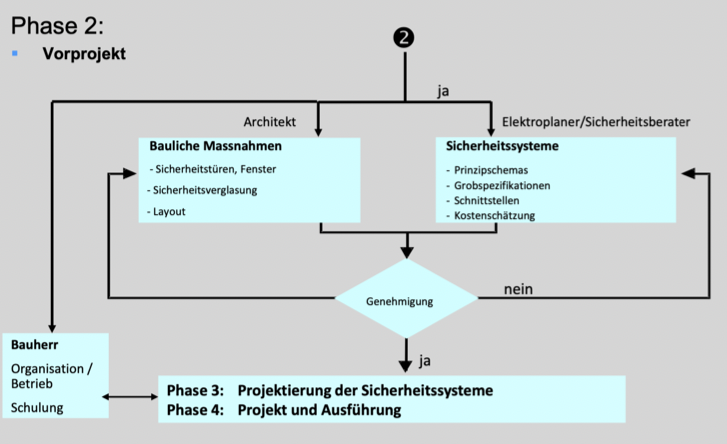 Phase 2:
▪ Vorprojekt
❷
ja
Architekt
Elektroplaner/Sicherheitsberater
Bauliche Massnahmen
- Sicherheitstüren, Fenster
- Sicherheitsverglasung
- Layout
Sicherheitssysteme
- Prinzipschemas
- Grobspezifikationen
- Schnittstellen
- Kostenschätzung
Genehmigung
nein
ja
Bauherr
Organisation /
Betrieb
Schulung
Phase 3: Projektierung der Sicherheitssysteme
Phase 4: Projekt und Ausführung